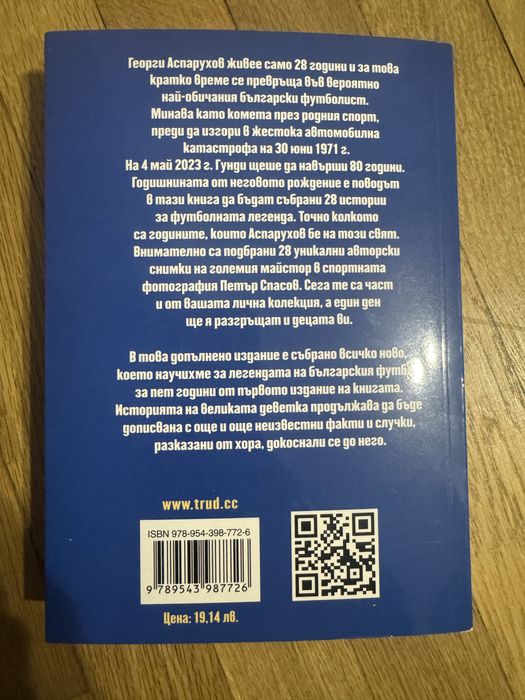 Георги Аспарухов живее само 28 години и за това
кратко време се превръща във вероятно
най-обичания български футболист.
Минава като комета през родния спорт,
преди да изгори в жестока автомобилна
катастрофа на 30 юни 1971 г.
На 4 май 2023 г. Гунди щеше да навърши 80 години.
Годишнината от неговото рождение е поводът
в тази книга да бъдат събрани 28 истории
за футболната легенда. Точно колкото
са годините, които Аспарухов бе на този свят.
Внимателно са подбрани 28 уникални авторски
снимки на големия майстор в спортната
фотография Петър Спасов. Сега те са част
и от вашата лична колекция, а един ден
ще я разгръщат и децата ви.
В това допълнено издание е събрано всичко ново,
което научихме за легендата на българския футбол
за пет години от първото издание на книгата.
Историята на великата деветка продължава да бъде
дописвана с още и още неизвестни факти и случки,
разказани от хора, докоснали се до него.
www.trud.cc
ISBN 978-954-398-772-6
9 789543 987726
Цена: 19,14 лв.